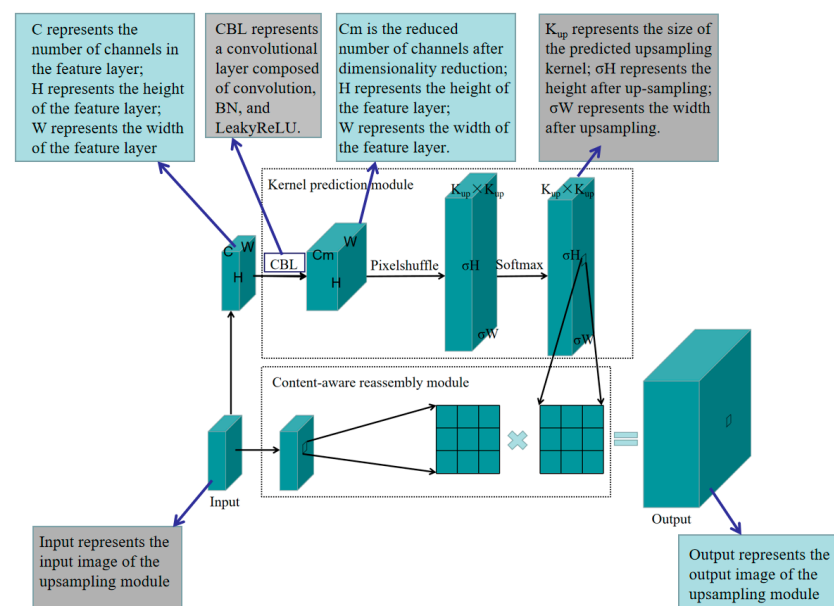 C represents the
number of channels in
the feature layer;
H represents the height
of the feature layer;
W represents the width
of the feature layer
CBL represents
a convolutional
layer composed
of convolution,
BN, and
LeakyReLU.
Cm is the reduced
number of channels after
dimensionality reduction;
H represents the height of
the feature layer;
W represents the width of
the feature layer.
Kup represents the size of
the predicted upsampling
kernel; σH represents the
height after up-sampling;
σW represents the width
after upsampling.
Kernel prediction module
C W
H
CBL
Cm W
H
Pixelshuffle
Kup×Kup
σH
σW
Softmax
Kup×Kup
σH
σW
Content-aware reassembly module
×
=
Input
Output
Input represents the
input image of the
upsampling module
Output represents the
output image of the
upsampling module